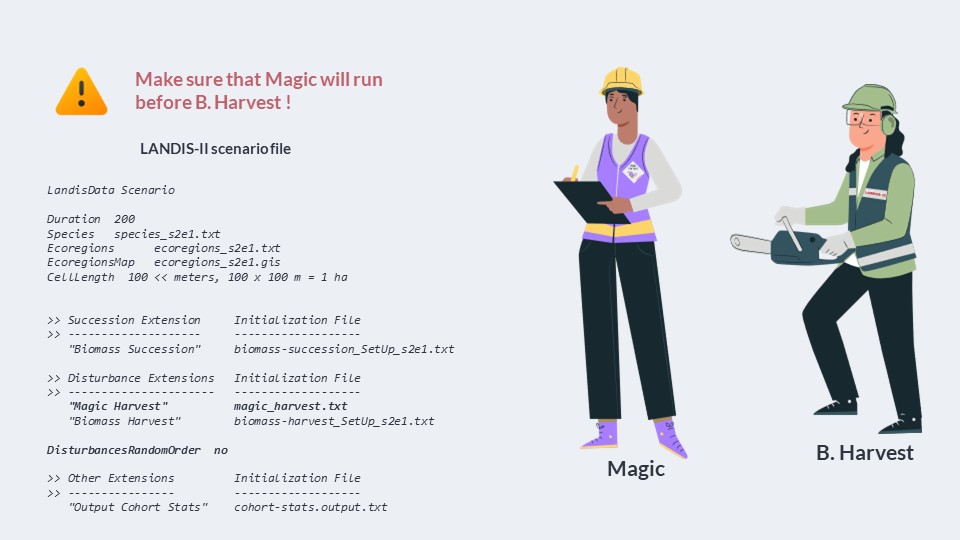 Make sure that Magic will run
before B. Harvest !
LANDIS-II scenario file
LandisData Scenario
Duration 200
Species species_s2e1.txt
Ecoregions ecoregions_s2e1.txt
EcoregionsMap ecoregions_s2e1.gis
CellLength 100 << meters, 100 x 100 m = 1 ha
>> Succession Extension Initialization File
>> -------------------- -------------------
"Biomass Succession" biomass-succession_SetUp_s2e1.txt
>> Disturbance Extensions Initialization File
>> ---------------------- -------------------
"Magic Harvest" magic_harvest.txt
"Biomass Harvest" biomass-harvest_SetUp_s2e1.txt
DisturbancesRandomOrder no
>> Other Extensions Initialization File
>> ---------------- -------------------
"Output Cohort Stats" cohort-stats.output.txt
Magic
B. Harvest